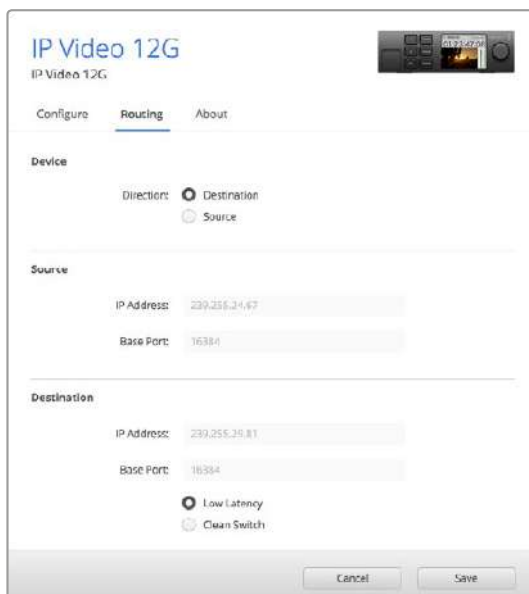 IP Video 12G
IP Video 12G
Configure Routing About
Device
Direction: Destination
Source
Source
IP Address: 239.255.24.67
Base Port: 16384
Destination
IP Address: 239.255.29.81
Base Port: 16384
Low Latency
Clean Switch
Cancel Save